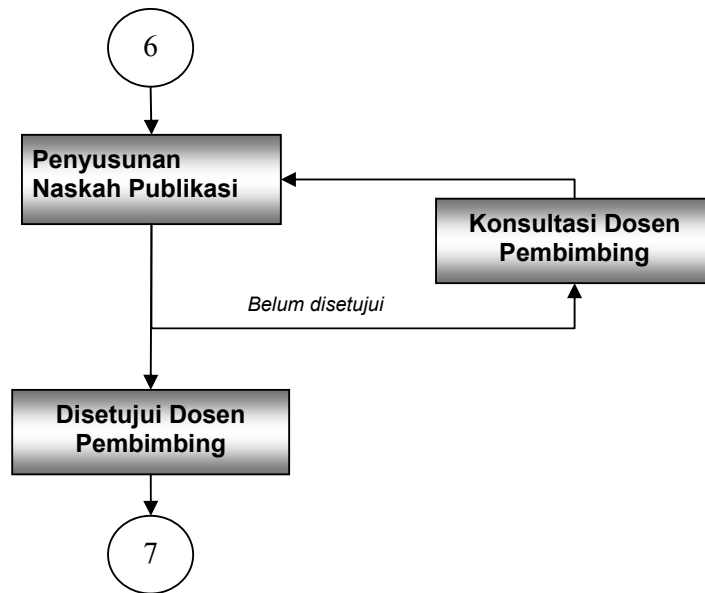 6
Penyusunan
Naskah Publikasi
Konsultasi Dosen
Pembimbing
Belum disetujui
Disetujui Dosen
Pembimbing
7